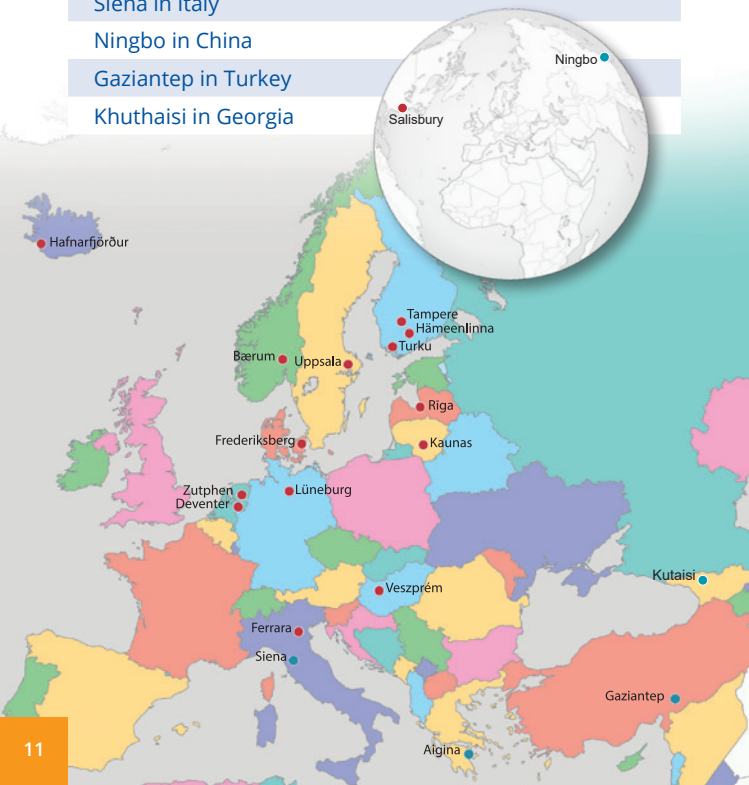 Siena in Italy
Ningbo in China
Gaziantep in Turkey
Khuthaisi in Georgia
Ningbo
Salisbury
Hafnarfjörður
Tampere
Hämeenlinna
Turku
Bærum
Uppsala
Rīga
Frederiksberg
Kaunas
Zutphen
Deventer
Lüneburg
Kutaisi
Veszprém
Ferrara
Siena
Gaziantep
Aigina
11